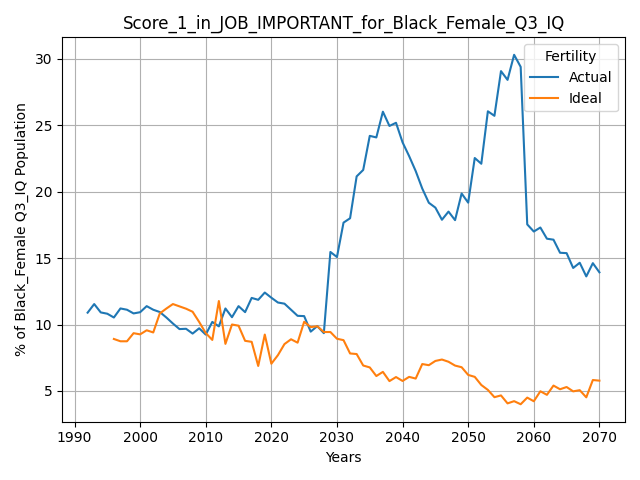 Score_1_in_JOB_IMPORTANT_for_Black_Female_Q3_IQ
Fertility
Actual
Ideal
% of Black_Female Q3_IQ Population
30
25
20
15
10
5
1990 2000 2010 2020 2030 2040 2050 2060 2070
Years